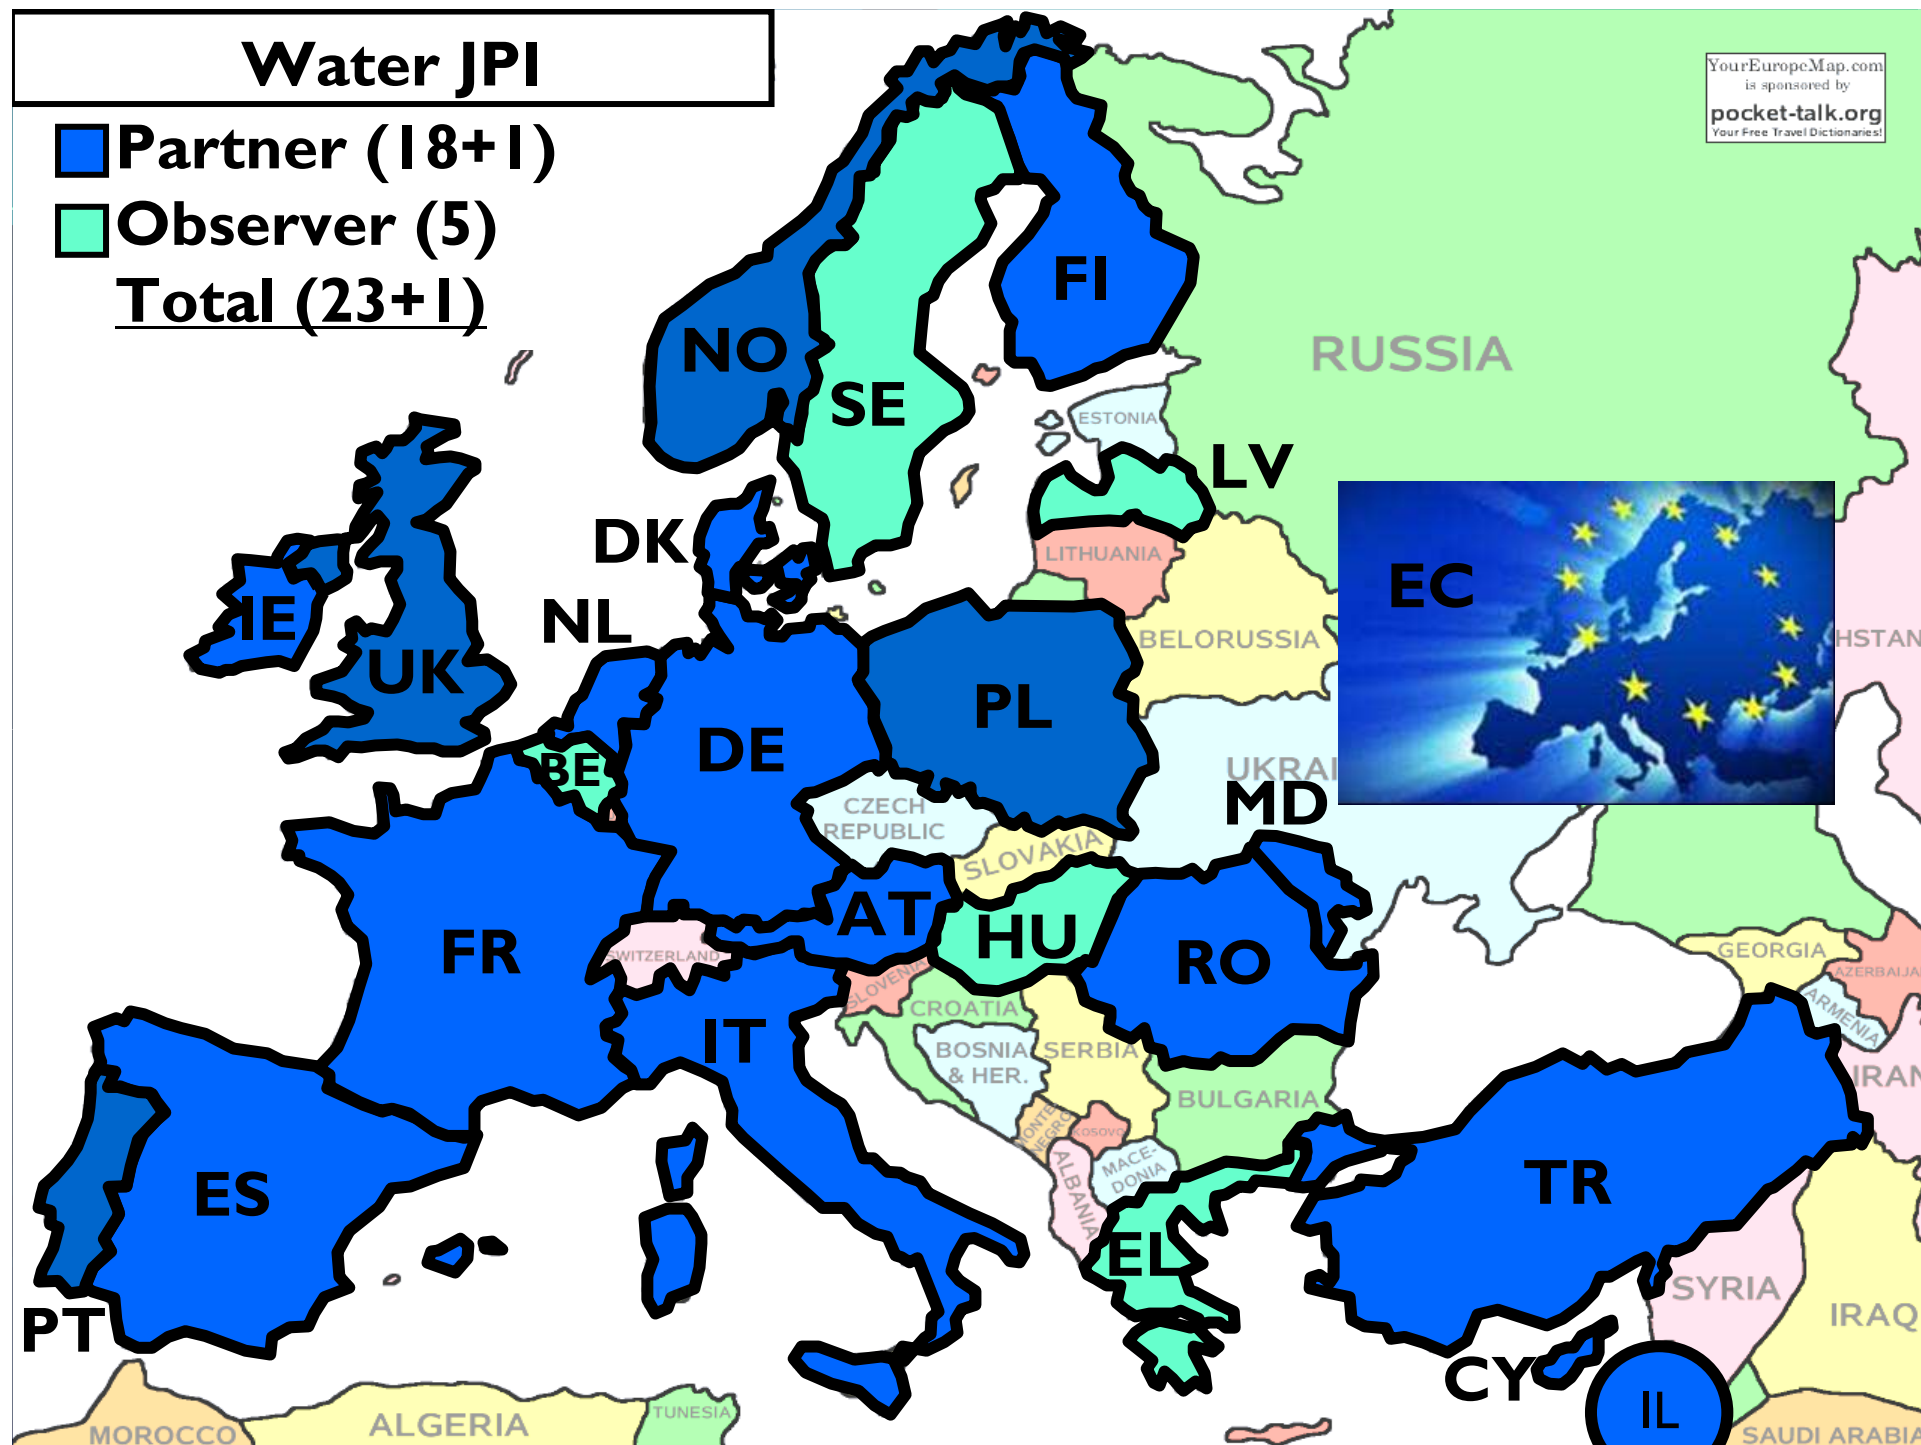 Water JPI
Partner (18+1)
Observer (5)
Total (23+1)
YourEuropeMap.com
is sponsored by
pocket-talk.org
Your Free Travel Dictionaries!
FI
RUSSIA
NO
SE
ESTONIA
LV
DK
LITHUANIA
EC
IE
NL
BELORUSSIA
HSTAN
UK
PL
DE
BE
UKRAI
MD
CZECH
REPUBLIC
SLOVAKIA
AT
HU
FR
RO
SWITZERLAND
GEORGIA
SLOVENIA
AZERBAIJA
CROATIA
ARMENIA
IT
BOSNIA
& HER.
SERBIA
IRAN
BULGARIA
MONTE
NEGRO
KOSOVO
MACE-
DONIA
ALBANIA
ES
TR
EL
SYRIA
IRAQ
PT
CY
IL
TUNESIA
ALGERIA
MOROCCO
SAUDI ARABIA